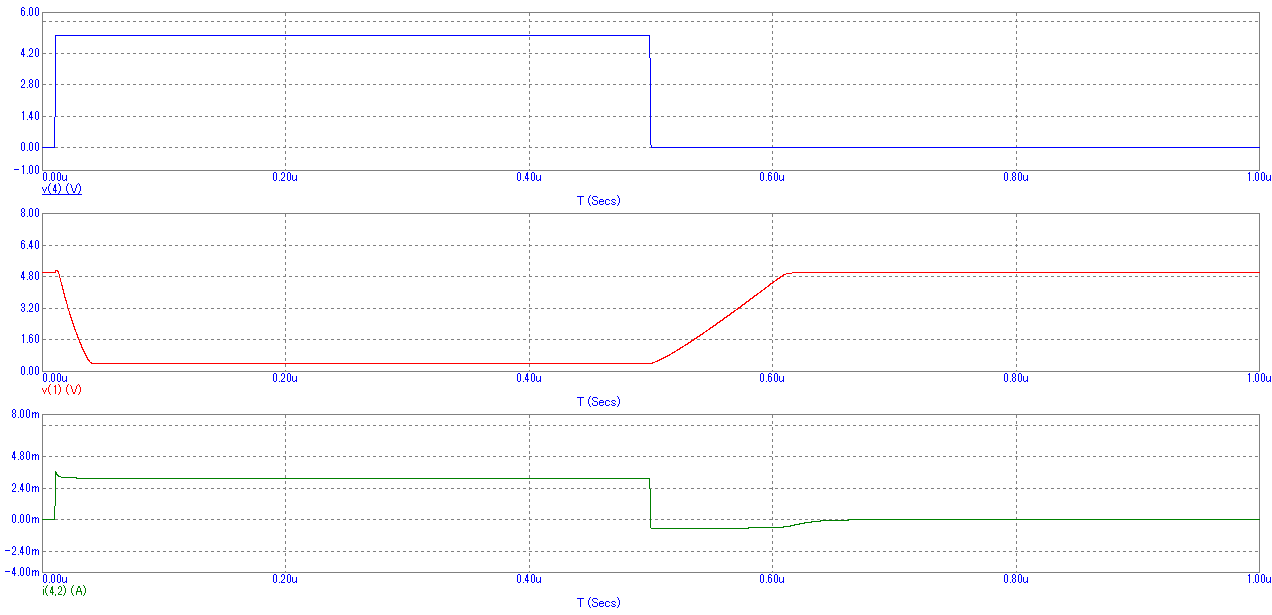 6.00
4.20
2.80
1.40
0.00
-1.00
0.00u 0.20u 0.40u 0.60u 0.80u 1.00u
v(4) (V)
T (Secs)
8.00
6.40
4.80
3.20
1.60
0.00
0.00u 0.20u 0.40u 0.60u 0.80u 1.00u
v(1) (V)
T (Secs)
8.00m
4.80m
2.40m
0.00m
-2.40m
-4.00m
0.00u 0.20u 0.40u 0.60u 0.80u 1.00u
i(4,2) (A)
T (Secs)